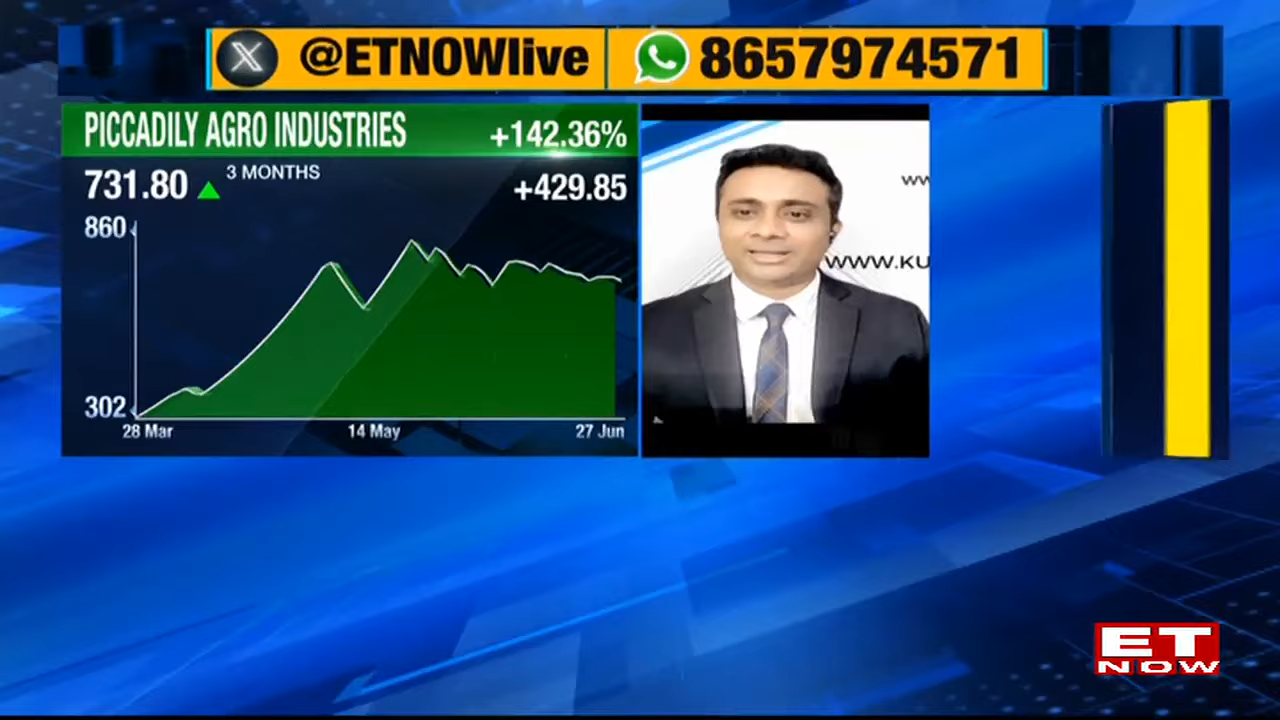 @ETNOWlive
8657974571
PICCADILY AGRO INDUSTRIES +142.36%
731.80 3 MONTHS +429.85
860
302
28 Mar 14 May 27 Jun
ww
WWW.KU
ET
NOW